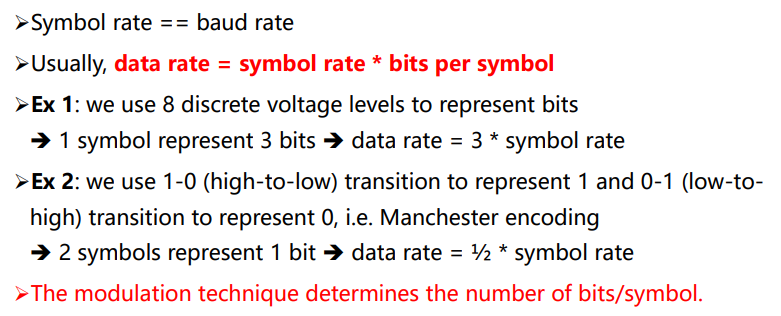 ➢Symbol rate == baud rate
➢Usually, data rate = symbol rate * bits per symbol
➢Ex 1: we use 8 discrete voltage levels to represent bits
➔ 1 symbol represent 3 bits ➔ data rate = 3 * symbol rate
➢Ex 2: we use 1-0 (high-to-low) transition to represent 1 and 0-1 (low-to-
high) transition to represent 0, i.e. Manchester encoding
➔ 2 symbols represent 1 bit ➔ data rate = ½ * symbol rate
➢The modulation technique determines the number of bits/symbol.